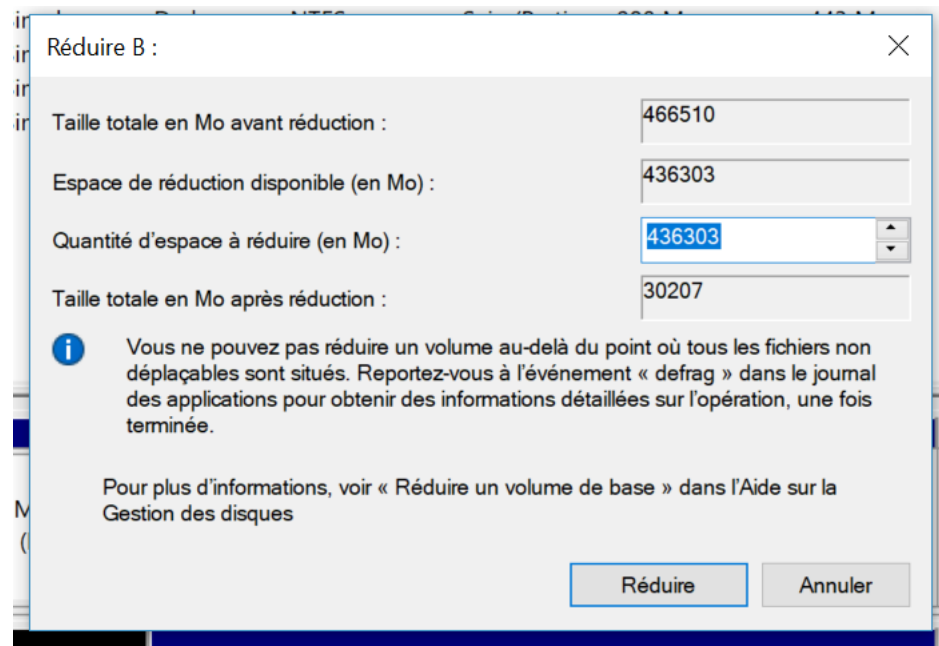 Réduire B :
Taille totale en Mo avant réduction :
466510
Espace de réduction disponible (en Mo) :
436303
Quantité d’espace à réduire (en Mo) :
436303
Taille totale en Mo après réduction :
30207
Vous ne pouvez pas réduire un volume au-delà du point où tous les fichiers non
déplaçables sont situés. Reportez-vous à l’événement « defrag » dans le journal
des applications pour obtenir des informations détaillées sur l’opération, une fois
terminée.
Pour plus d’informations, voir « Réduire un volume de base » dans l’Aide sur la
Gestion des disques
Réduire
Annuler